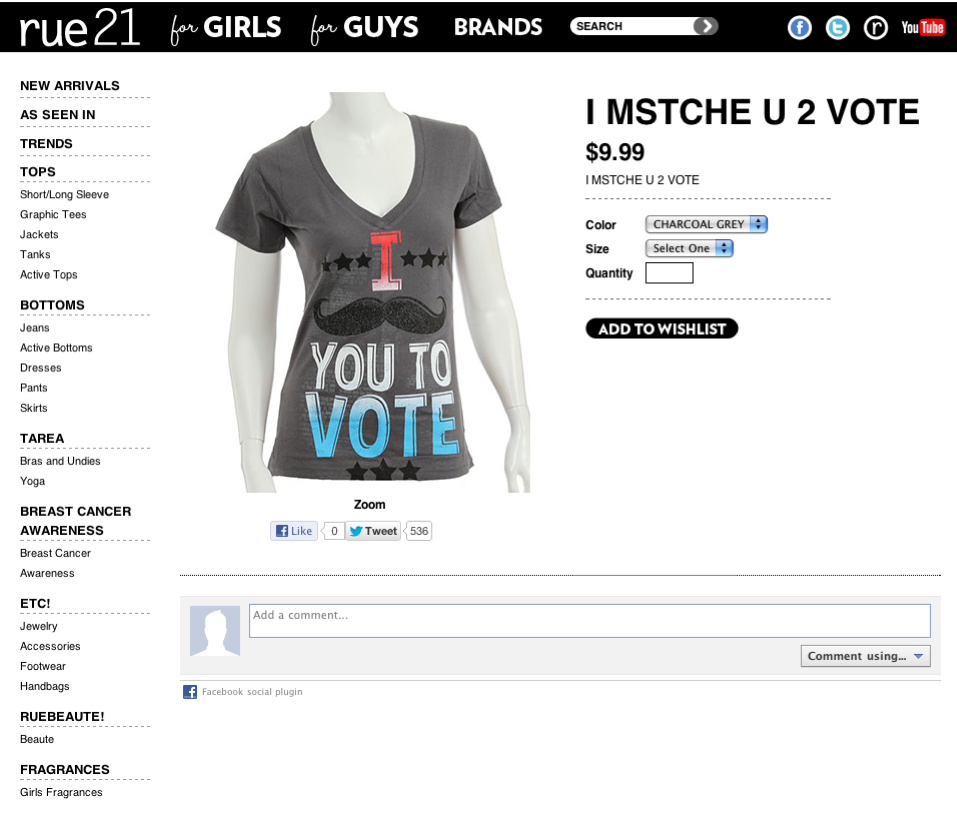 rue21
for GIRLS
for GUYS
BRANDS
SEARCH
f
t
r
You Tube
NEW ARRIVALS
AS SEEN IN
TRENDS
TOPS
Short/Long Sleeve
Graphic Tees
Jackets
Tanks
Active Tops
BOTTOMS
Jeans
Active Bottoms
Dresses
Pants
Skirts
TAREA
Bras and Undies
Yoga
BREAST CANCER
AWARENESS
Breast Cancer
Awareness
ETC!
Jewelry
Accessories
Footwear
Handbags
RUEBEAUTE!
Beaute
FRAGRANCES
Girls Fragrances
I
YOU TO
VOTE
Zoom
f Like 0 Tweet 536
I MSTCHE U 2 VOTE
$9.99
I MSTCHE U 2 VOTE
Color CHARCOAL GREY
Size Select One
Quantity
ADD TO WISHLIST
Add a comment...
Comment using...
f Facebook social plugin